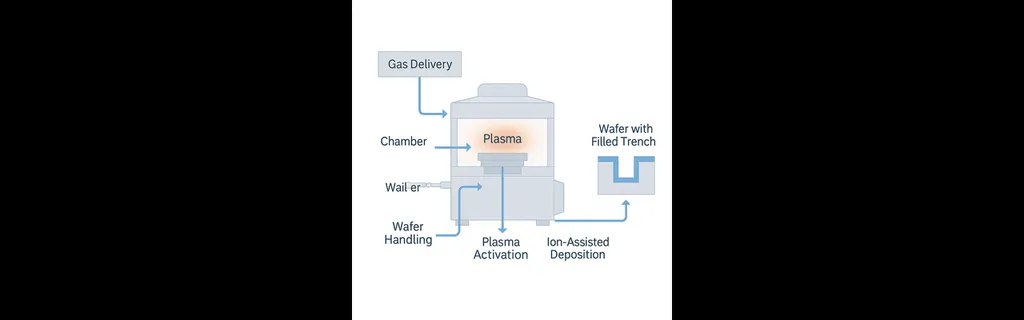 Gas Delivery
Plasma
Chamber
Wafer with
Filled Trench
Wail er
Wafer
Handling
Plasma
Activation
Ion-Assisted
Deposition